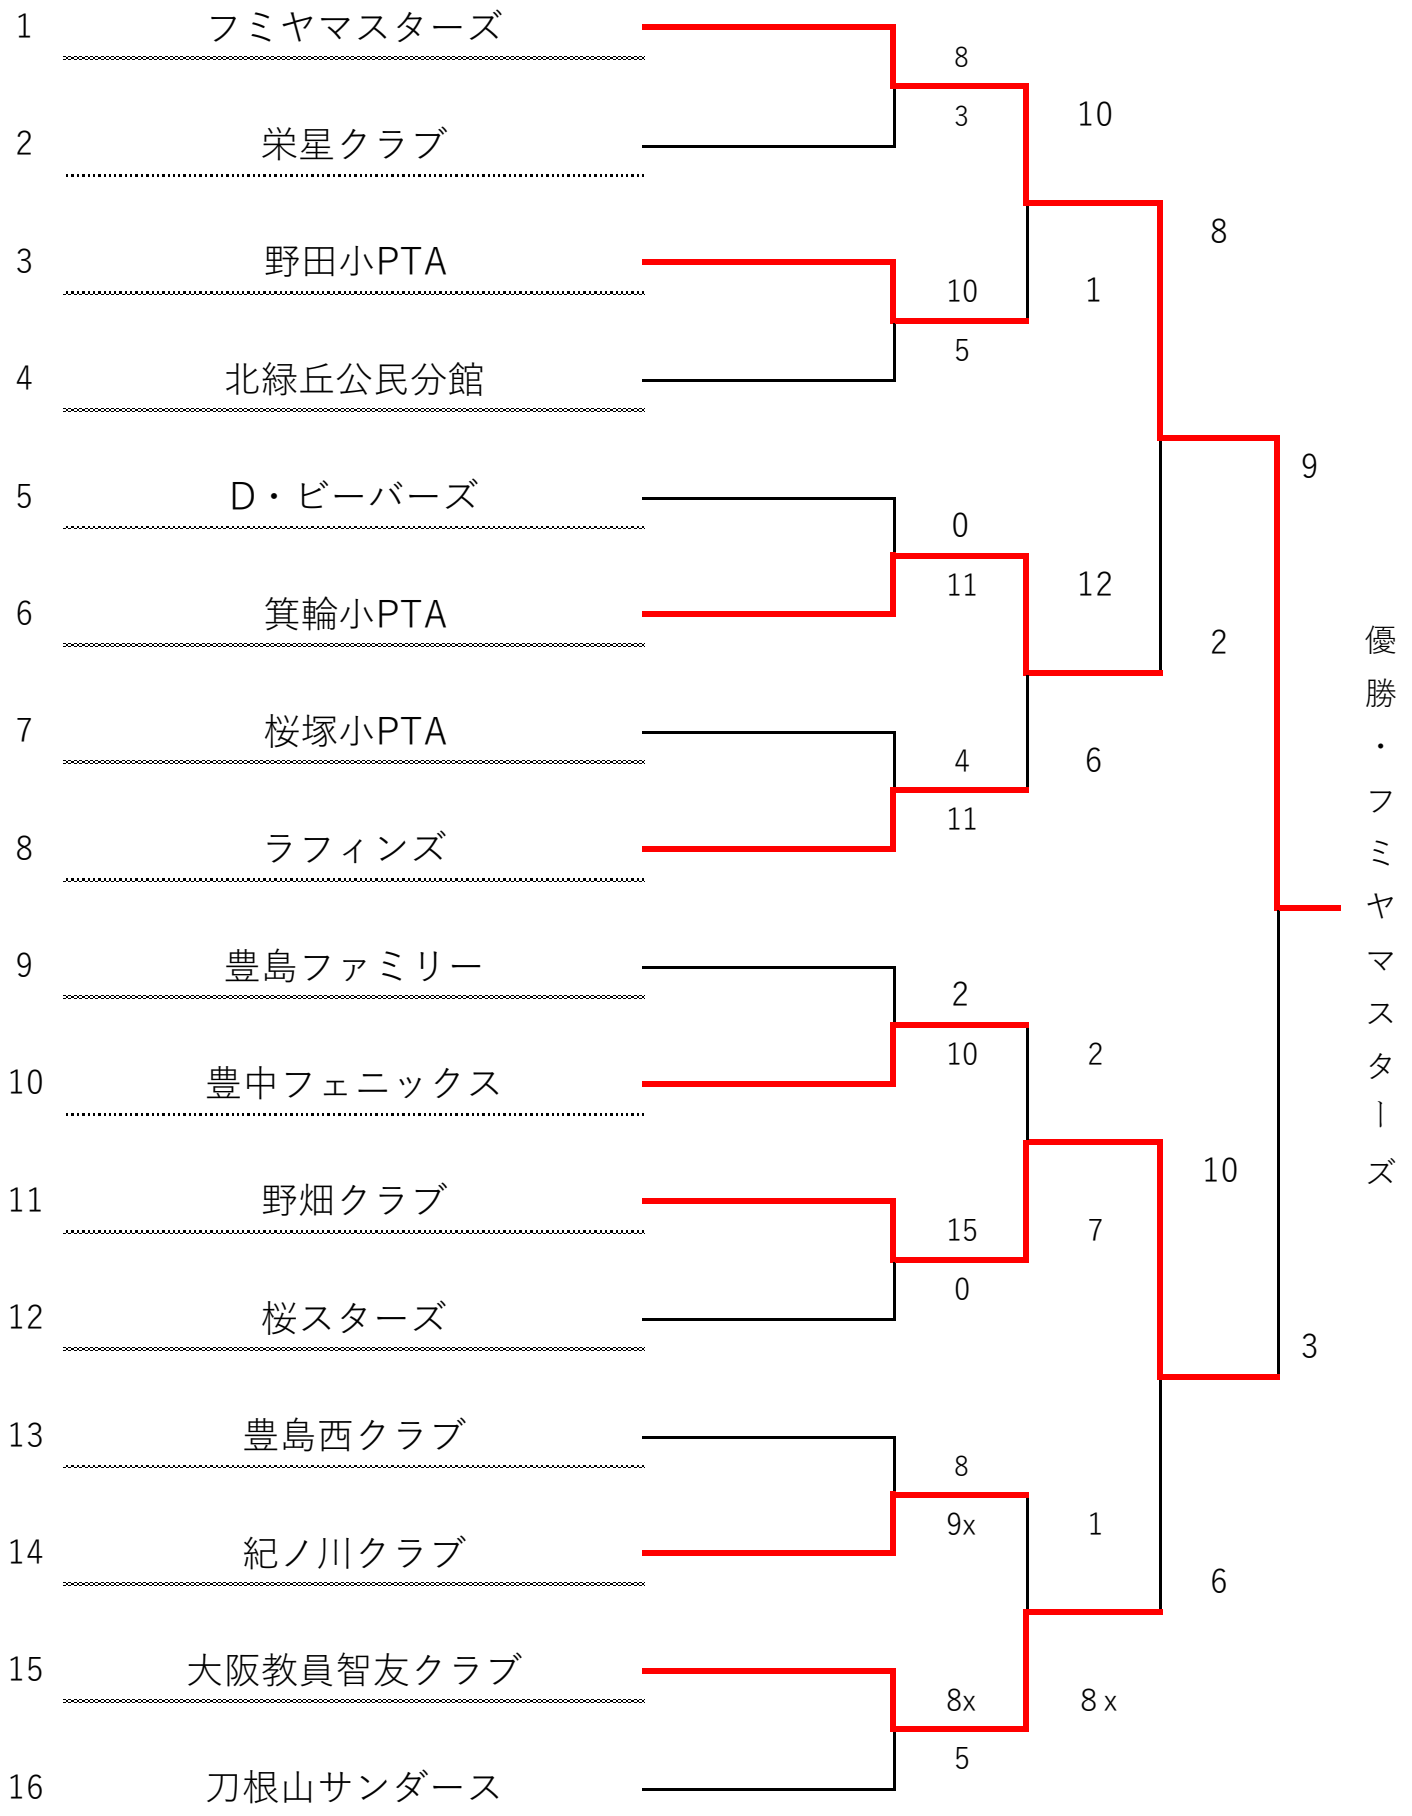 1 フミヤマスターズ
8
3
10
2 栄星クラブ
8
3 野田小PTA
10
1
5
4 北緑丘公民分館
9
5 D・ビーバーズ
0
11
12
6 箕輪小PTA
2
7 桜塚小PTA
4
6
11
8 ラフィンズ
優勝・フミヤマスターズ
9 豊島ファミリー
2
10
2
10 豊中フェニックス
10
11 野畑クラブ
15
7
0
12 桜スターズ
3
13 豊島西クラブ
8
9x
1
14 紀ノ川クラブ
6
15 大阪教員智友クラブ
8x
8x
5
16 刀根山サンダース